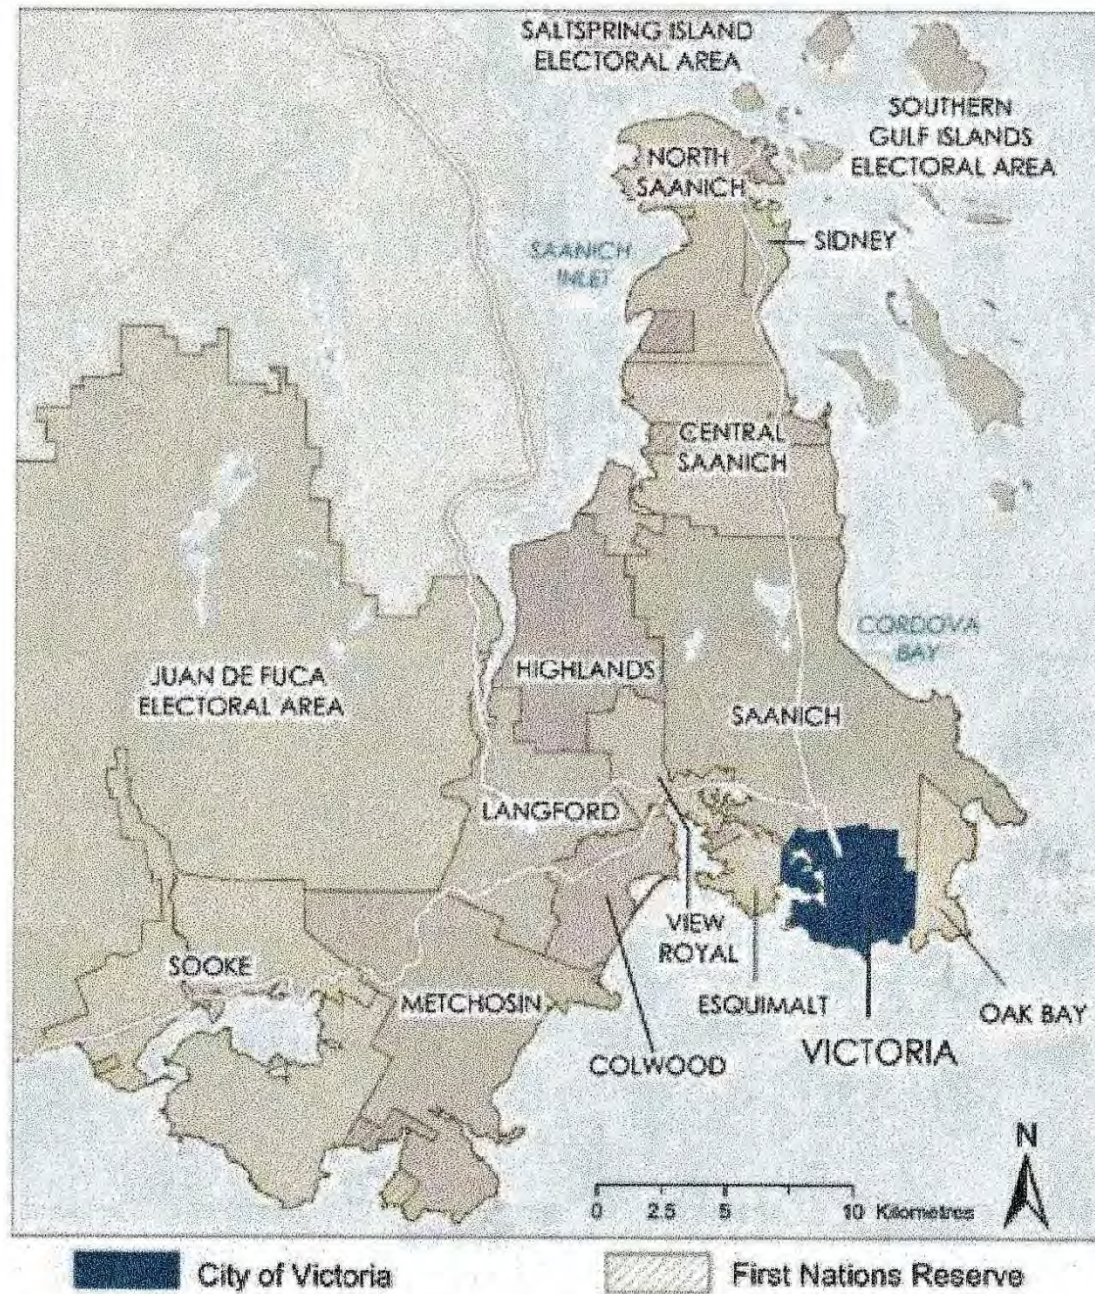 SALTSPRING ISLAND
ELECTORAL AREA
SOUTHERN
GULF ISLANDS
ELECTORAL AREA
NORTH
SAANICH
SIDNEY
SAANICH
INLET
CENTRAL
SAANICH
CORDOVA
BAY
HIGHLANDS
JUAN DE FUCA
ELECTORAL AREA
SAANICH
LANGFORD
VIEW
ROYAL
SOOKE
METCHOSIN
ESQUIMALT
OAK BAY
VICTORIA
COLWOOD
N
0 2.5 5 10 Kilometres
City of Victoria
First Nations Reserve